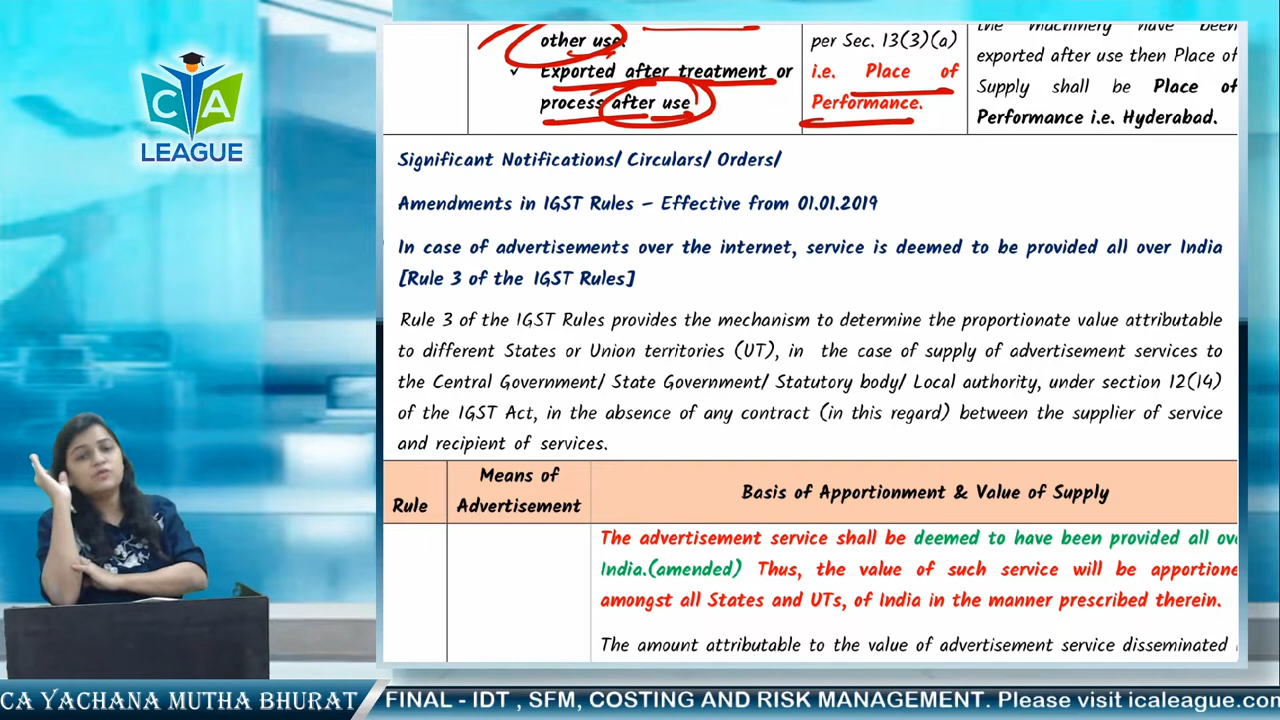 other use.
✓ Exported after treatment or
process after use
per Sec. 13(3)(a)
i.e. Place of
Performance.
the machinery have been
exported after use then Place of
Supply shall be Place of
Performance i.e. Hyderabad.
CA
LEAGUE
Significant Notifications/ Circulars/ Orders/
Amendments in IGST Rules – Effective from 01.01.2019
In case of advertisements over the internet, service is deemed to be provided all over India
[Rule 3 of the IGST Rules]
Rule 3 of the IGST Rules provides the mechanism to determine the proportionate value attributable
to different States or Union territories (UT), in the case of supply of advertisement services to
the Central Government/ State Government/ Statutory body/ Local authority, under section 12(14)
of the IGST Act, in the absence of any contract (in this regard) between the supplier of service
and recipient of services.
Rule
Means of
Advertisement
Basis of Apportionment & Value of Supply
The advertisement service shall be deemed to have been provided all ove
India.(amended) Thus, the value of such service will be apportione
amongst all States and UTs, of India in the manner prescribed therein.
The amount attributable to the value of advertisement service disseminated
CA YACHANA MUTHA BHURAT
FINAL - IDT , SFM, COSTING AND RISK MANAGEMENT. Please visit icaleague.com